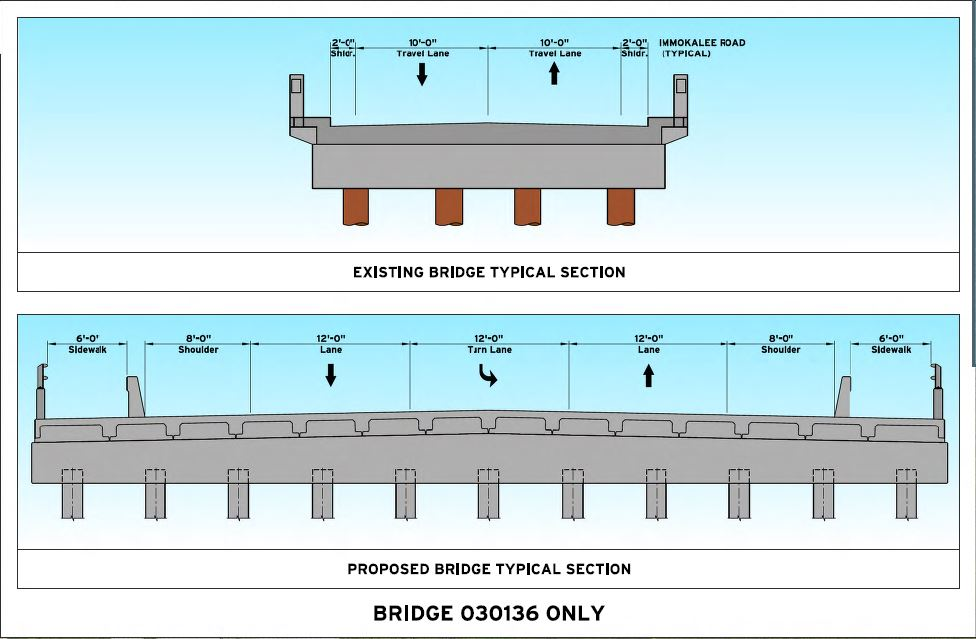 2'-0" 10'-0" 10'-0" 2'-0" IMMOKALEE ROAD
Shldr. Travel Lane Travel Lane Shldr. (TYPICAL)
EXISTING BRIDGE TYPICAL SECTION
6'-0" 8'-0" 12'-0" 12'-0" 12'-0" 8'-0" 6'-0"
Sidewalk Shoulder Lane Turn Lane Lane Shoulder Sidewalk
PROPOSED BRIDGE TYPICAL SECTION
BRIDGE 030136 ONLY